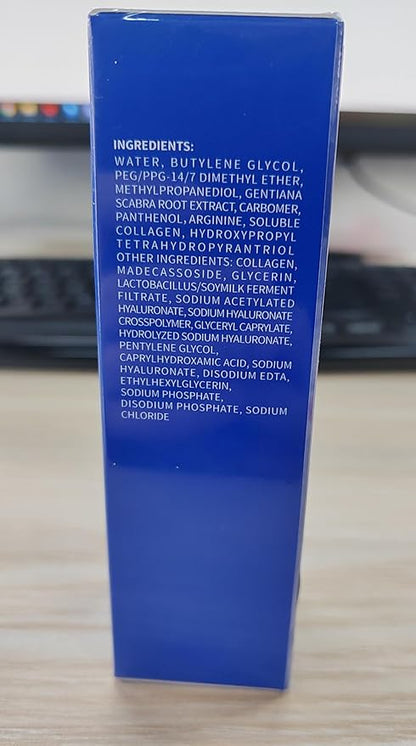 INGREDIENTS:
WATER, BUTYLENE GLYCOL,
PEG/PPG-14/7 DIMETHYL ETHER,
METHYLPROPANEDIOL, GENTIANA
SCABRA ROOT EXTRACT, CARBOMER,
PANTHENOL, ARGININE, SOLUBLE
COLLAGEN, HYDROXYPROPYL
TETRAHYDROPYRANTRIOL
OTHER INGREDIENTS: COLLAGEN,
MADECASSOSIDE, GLYCERIN,
LACTOBACILLUS/SOYMILK FERMENT
FILTRATE, SODIUM ACETYLATED
HYALURONATE, SODIUM HYALURONATE
CROSSPOLYMER, GLYCERYL CAPRYLATE,
HYDROLYZED SODIUM HYALURONATE,
PENTYLENE GLYCOL,
CAPRYLHYDROXAMIC ACID, SODIUM
HYALURONATE, DISODIUM EDTA,
ETHYLHEXYLGLYCERIN,
SODIUM PHOSPHATE,
DISODIUM PHOSPHATE, SODIUM
CHLORIDE